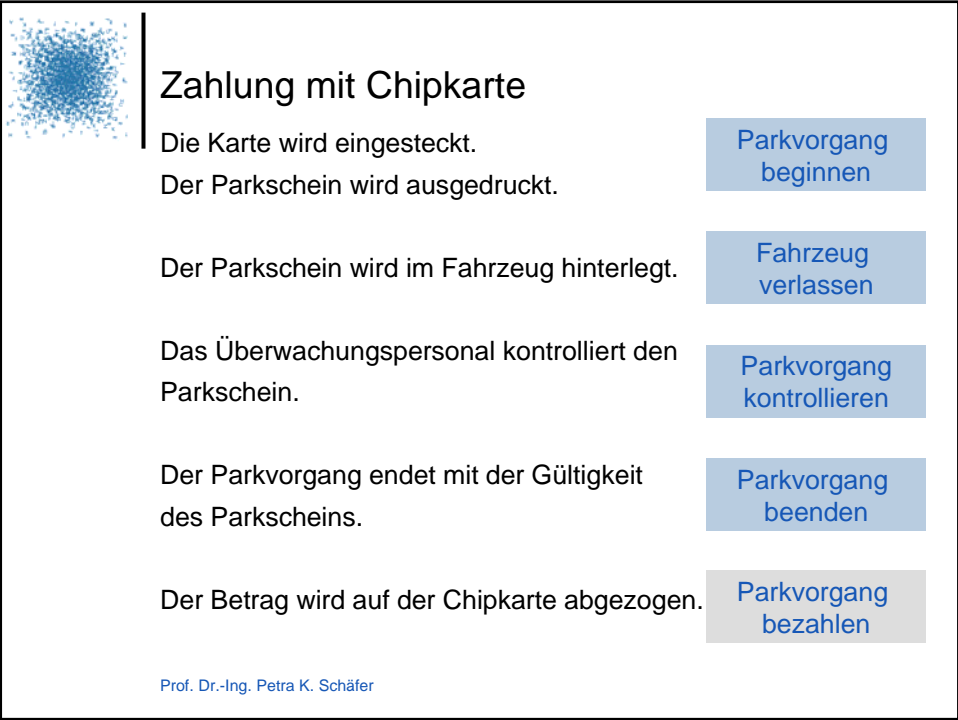 Zahlung mit Chipkarte
Die Karte wird eingesteckt.
Der Parkschein wird ausgedruckt.
Parkvorgang
beginnen
Der Parkschein wird im Fahrzeug hinterlegt.
Fahrzeug
verlassen
Das Überwachungspersonal kontrolliert den
Parkschein.
Parkvorgang
kontrollieren
Der Parkvorgang endet mit der Gültigkeit
des Parkscheins.
Parkvorgang
beenden
Der Betrag wird auf der Chipkarte abgezogen.
Parkvorgang
bezahlen
Prof. Dr.-Ing. Petra K. Schäfer